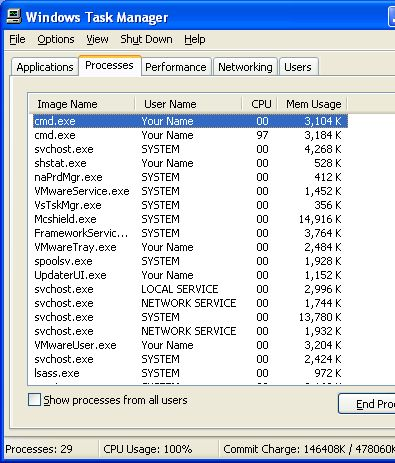 Windows Task Manager
File Options View Shut Down Help
Applications Processes Performance Networking Users
Image Name User Name CPU Mem Usage
cmd.exe Your Name 00 3,104 K
cmd.exe Your Name 97 3,184 K
svchost.exe SYSTEM 00 4,268 K
shstat.exe Your Name 00 528 K
naPrdMgr.exe SYSTEM 00 412 K
VMwareService.exe SYSTEM 00 1,452 K
VsTskMgr.exe SYSTEM 00 356 K
Mcshield.exe SYSTEM 00 14,916 K
FrameworkServic... SYSTEM 00 3,764 K
VMwareTray.exe Your Name 00 2,484 K
spoolsv.exe SYSTEM 00 1,928 K
UpdaterUI.exe Your Name 00 1,152 K
svchost.exe LOCAL SERVICE 00 2,996 K
svchost.exe NETWORK SERVICE 00 1,744 K
svchost.exe SYSTEM 00 13,780 K
svchost.exe NETWORK SERVICE 00 1,932 K
VMwareUser.exe Your Name 00 3,204 K
svchost.exe SYSTEM 00 2,424 K
lsass.exe SYSTEM 00 972 K
Show processes from all users
End Proc
Processes: 29 CPU Usage: 100% Commit Charge: 146408K / 478060K